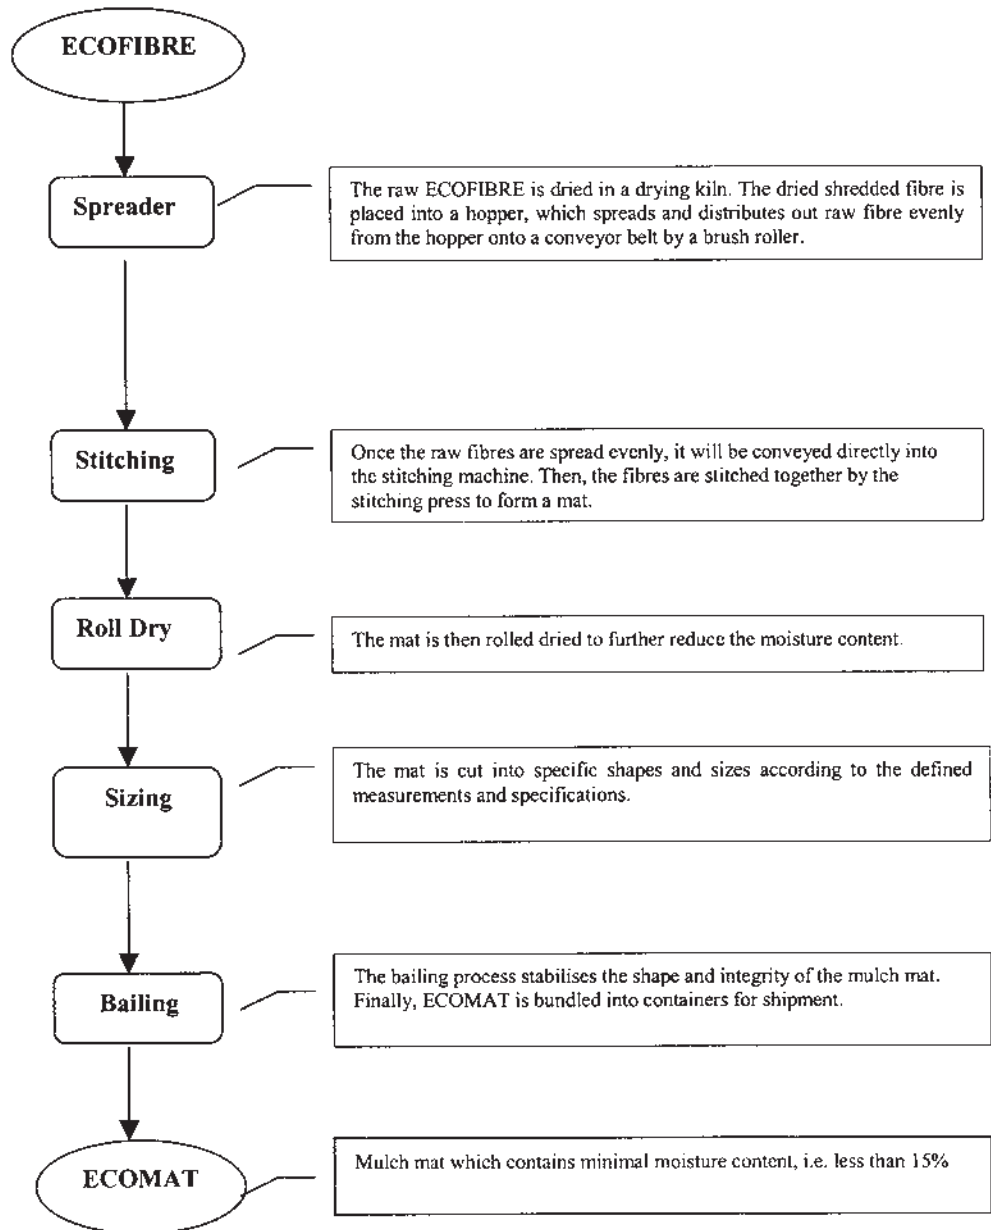 ECOFIBRE
Spreader
The raw ECOFIBRE is dried in a drying kiln. The dried shredded fibre is
placed into a hopper, which spreads and distributes out raw fibre evenly
from the hopper onto a conveyor belt by a brush roller.
Stitching
Once the raw fibres are spread evenly, it will be conveyed directly into
the stitching machine. Then, the fibres are stitched together by the
stitching press to form a mat.
Roll Dry
The mat is then rolled dried to further reduce the moisture content.
Sizing
The mat is cut into specific shapes and sizes according to the defined
measurements and specifications.
Bailing
The bailing process stabilises the shape and integrity of the mulch mat.
Finally, ECOMAT is bundled into containers for shipment.
ECOMAT
Mulch mat which contains minimal moisture content, i.e. less than 15%